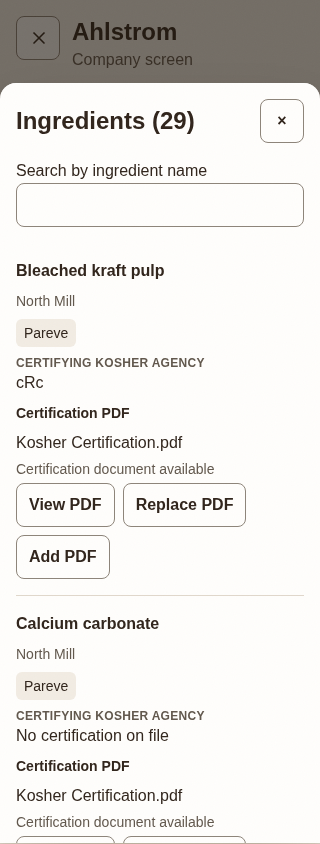 Ahlstrom
Company screen
Ingredients (29)
×
Search by ingredient name
Bleached kraft pulp
North Mill
Pareve
CERTIFYING KOSHER AGENCY
cRc
Certification PDF
Kosher Certification.pdf
Certification document available
View PDF
Replace PDF
Add PDF
Calcium carbonate
North Mill
Pareve
CERTIFYING KOSHER AGENCY
No certification on file
Certification PDF
Kosher Certification.pdf
Certification document available